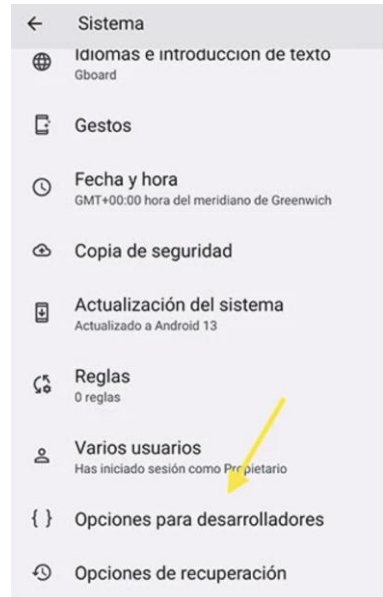 Sistema
Idiomas e introducción de texto
Gboard
Gestos
Fecha y hora
GMT+00:00 hora del meridiano de Greenwich
Copia de seguridad
Actualización del sistema
Actualizado a Android 13
Reglas
0 reglas
Varios usuarios
Has iniciado sesión como Propietario
{ } Opciones para desarrolladores
Opciones de recuperación